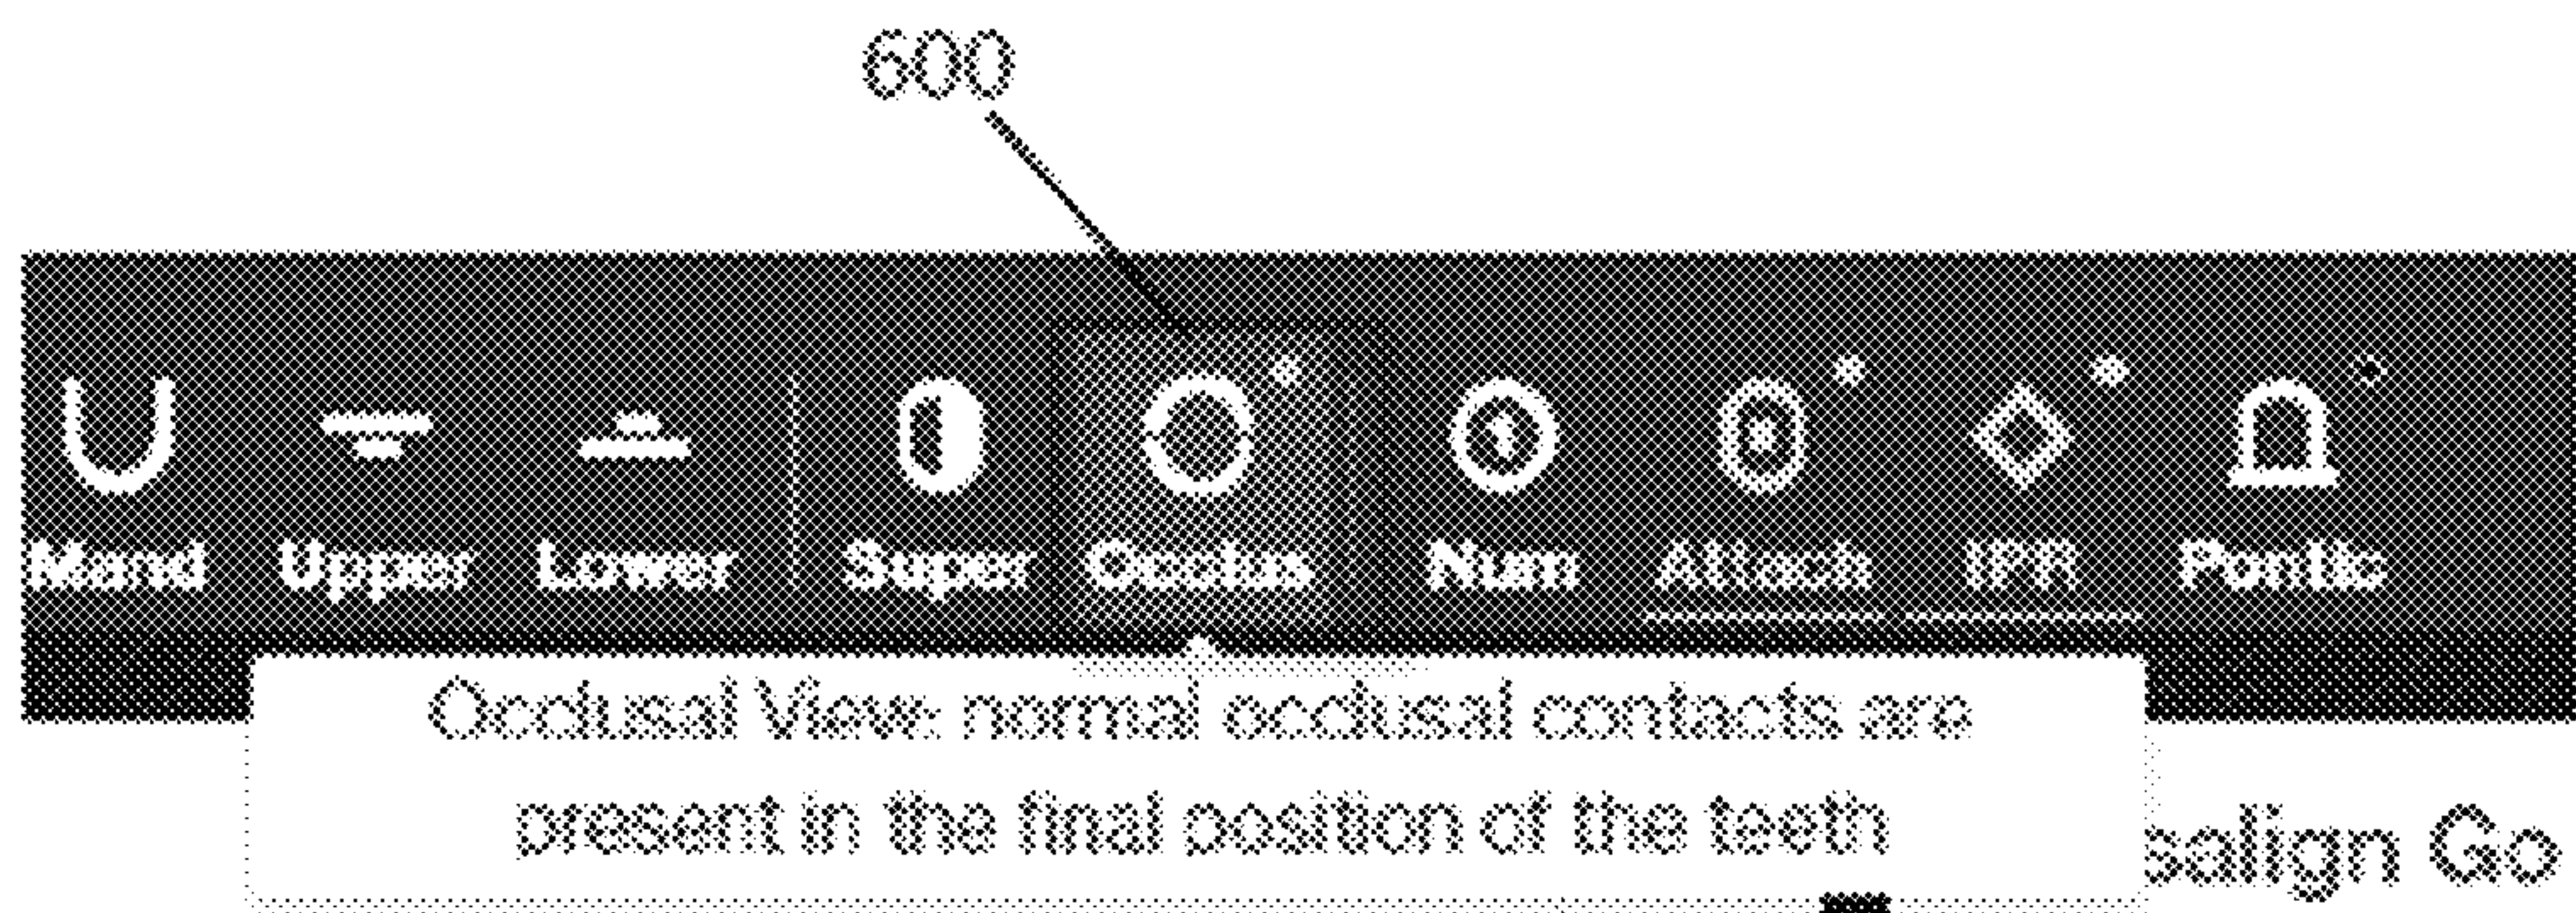 600
Mand Upper Lower Super Occlus Num Attach IPR Pontic
Occlusal View: normal occlusal contacts are
present in the final position of the teeth
salign Go